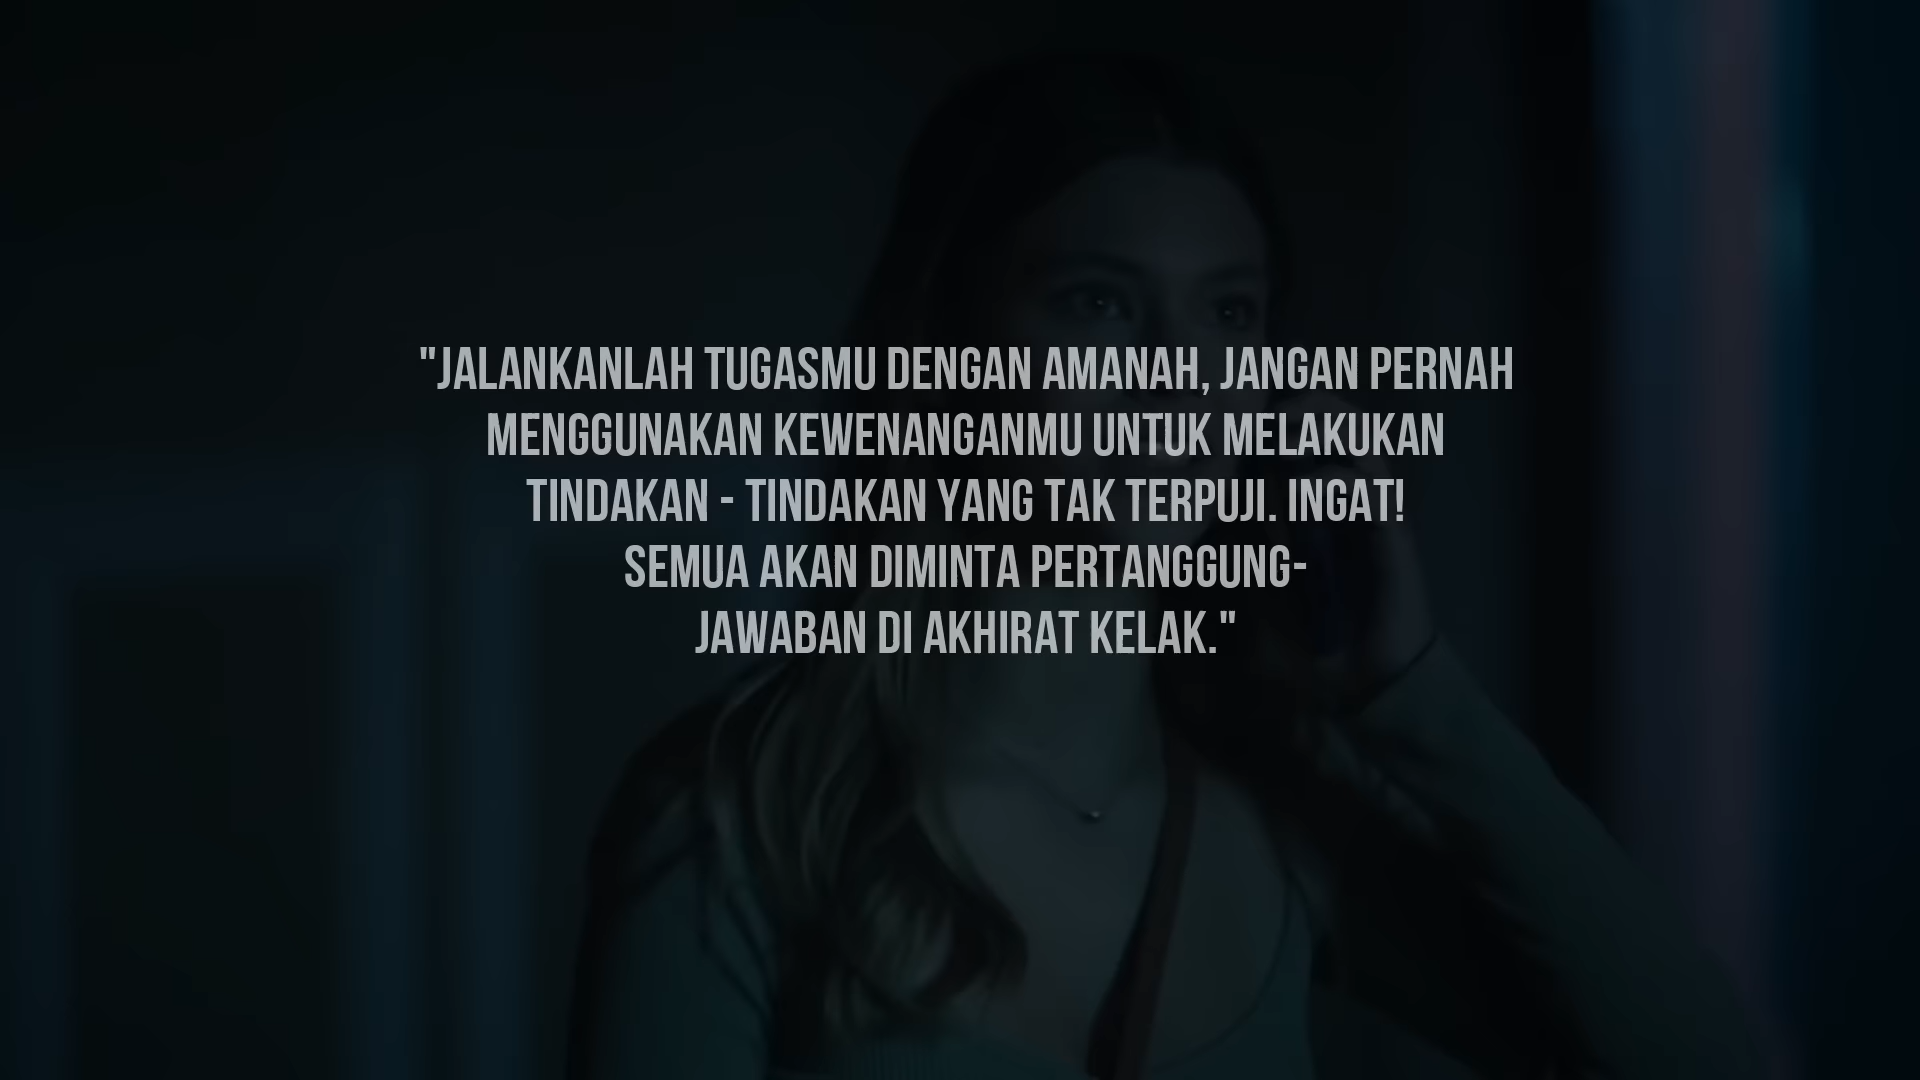 "JALANKANLAH TUGASMU DENGAN AMANAH, JANGAN PERNAH
MENGGUNAKAN KEWENANGANMU UNTUK MELAKUKAN
TINDAKAN - TINDAKAN YANG TAK TERPUJI. INGAT!
SEMUA AKAN DIMINTA PERTANGGUNG-
JAWABAN DI AKHIRAT KELAK."